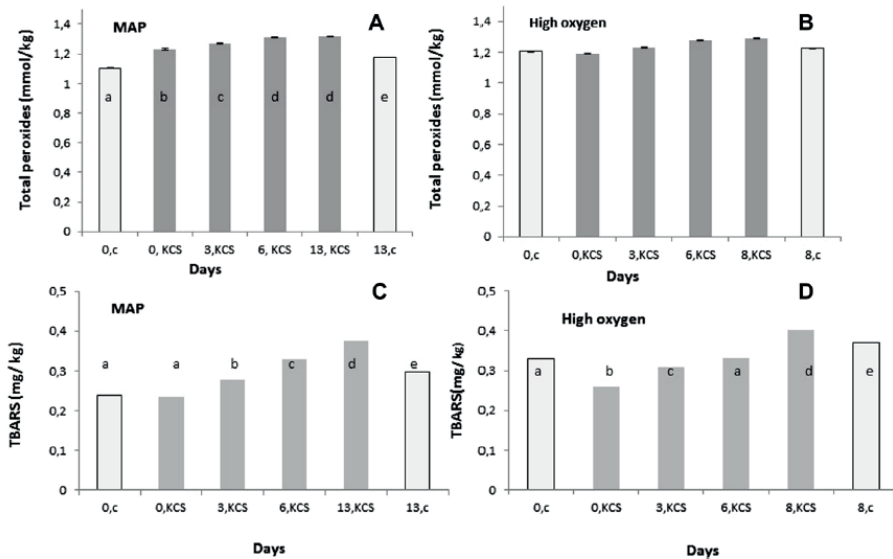 MAP
A
Total peroxides (mmol/kg)
1,4
1,2
1
0,8
0,6
0,4
0,2
0
a b c d d e
0,c 0, KCS 3,KCS 6, KCS 13, KCS 13,c
Days
High oxygen
B
Total peroxides (mmol/kg)
1,4
1,2
1
0,8
0,6
0,4
0,2
0
0,c 0,KCS 3,KCS 6,KCS 8,KCS 8,c
Days
MAP
C
TBARS (mg/ kg)
0,5
0,4
0,3
0,2
0,1
0
a a b c d e
0,c 0,KCS 3,KCS 6,KCS 13,KCS 13,c
Days
High oxygen
D
TBARS(mg/ kg)
0,5
0,4
0,3
0,2
0,1
0
a b c a d e
0,c 0,KCS 3,KCS 6,KCS 8,KCS 8,c
Days